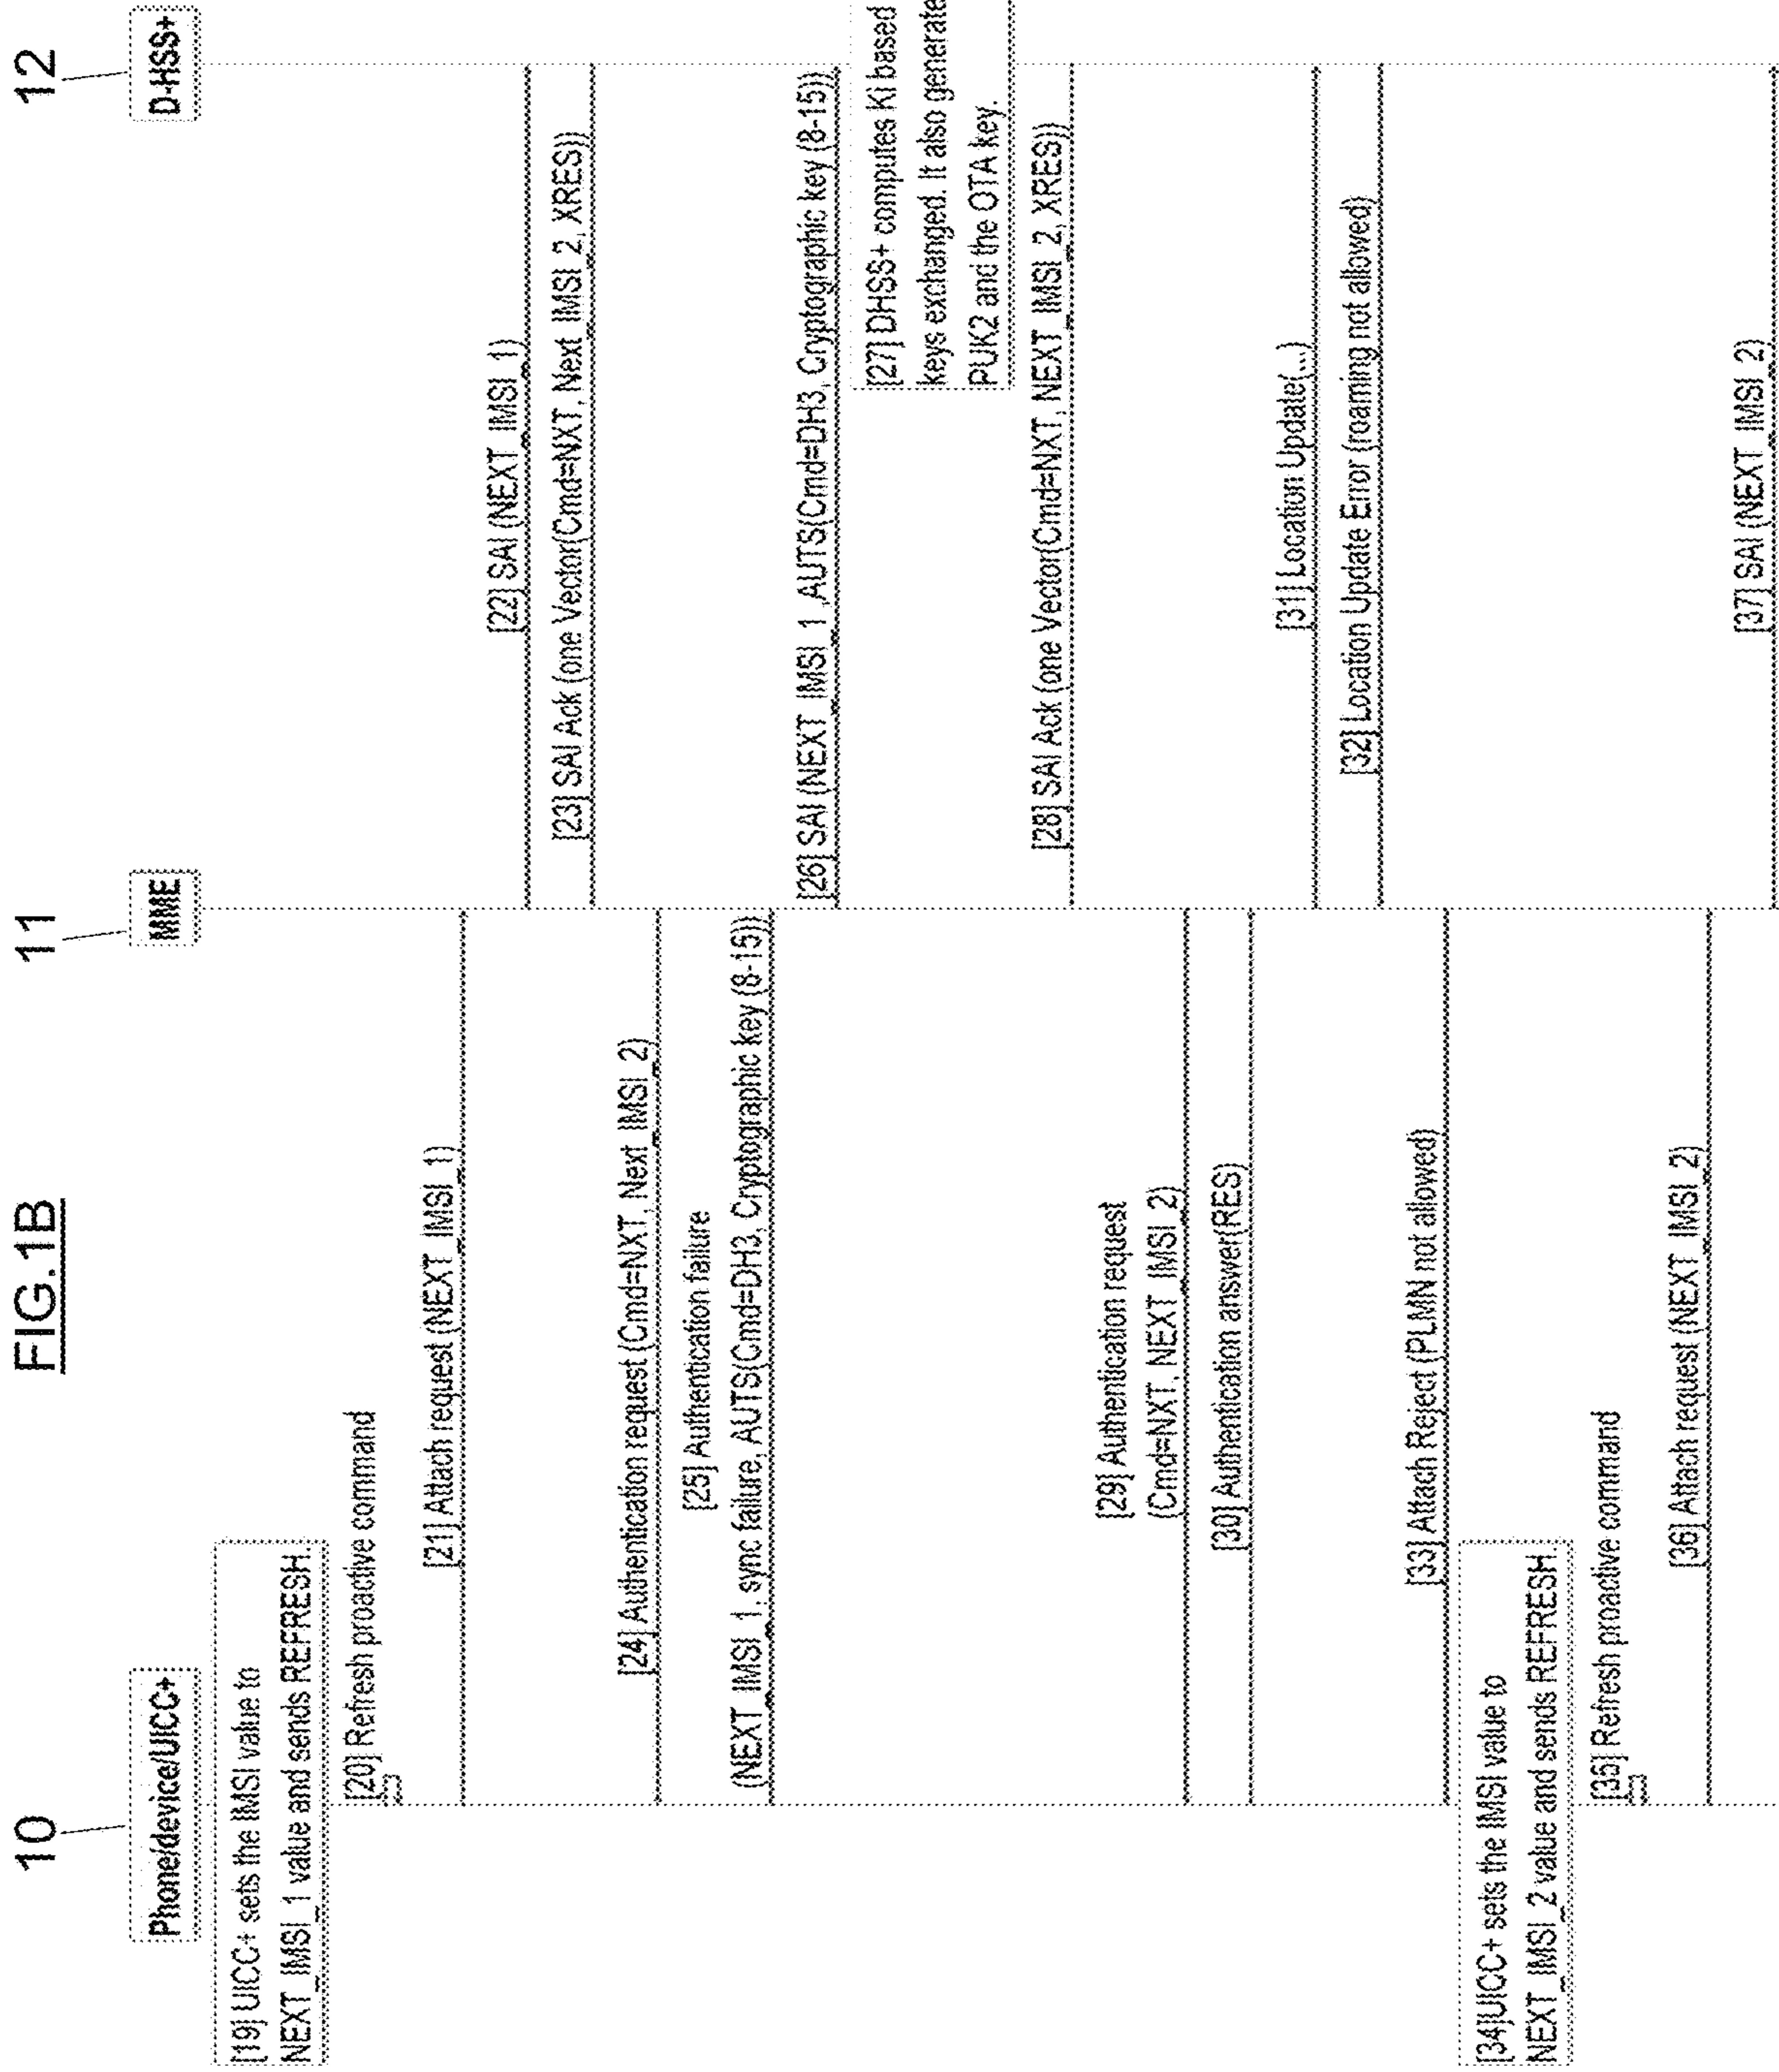 FIG.1B
10
11
12
Phone/device/UICC+
MME
D-HSS+
[19] UICC+ sets the IMSI value to
NEXT_IMSI_1 value and sends REFRESH
[20] Refresh proactive command
[21] Attach request (NEXT_IMSI_1)
[22] SAI (NEXT_IMSI_1)
[23] SAI Ack (one Vector(Cmd=NXT, Next_IMSI_2, XRES))
[24] Authentication request (Cmd=NXT, Next_IMSI_2)
[25] Authentication failure
(NEXT_IMSI_1, sync failure, AUTS(Cmd=DH3, Cryptographic key (8-15)))
[26] SAI (NEXT_IMSI_1 ,AUTS(Cmd=DH3, Cryptographic key (8-15)))
[27] DHSS+ computes Ki based
keys exchanged. It also generate
PUK2 and the OTA key.
[28] SAI Ack (one Vector(Cmd=NXT, NEXT_IMSI_2, XRES))
[29] Authentication request
(Cmd=NXT, NEXT_IMSI_2)
[30] Authentication answer(RES)
[31] Location Update(...)
[32] Location Update Error (roaming not allowed)
[33] Attach Reject (PLMN not allowed)
[34]UICC+ sets the IMSI value to
NEXT_IMSI_2 value and sends REFRESH
[35] Refresh proactive command
[36] Attach request (NEXT_IMSI_2)
[37] SAI (NEXT_IMSI_2)